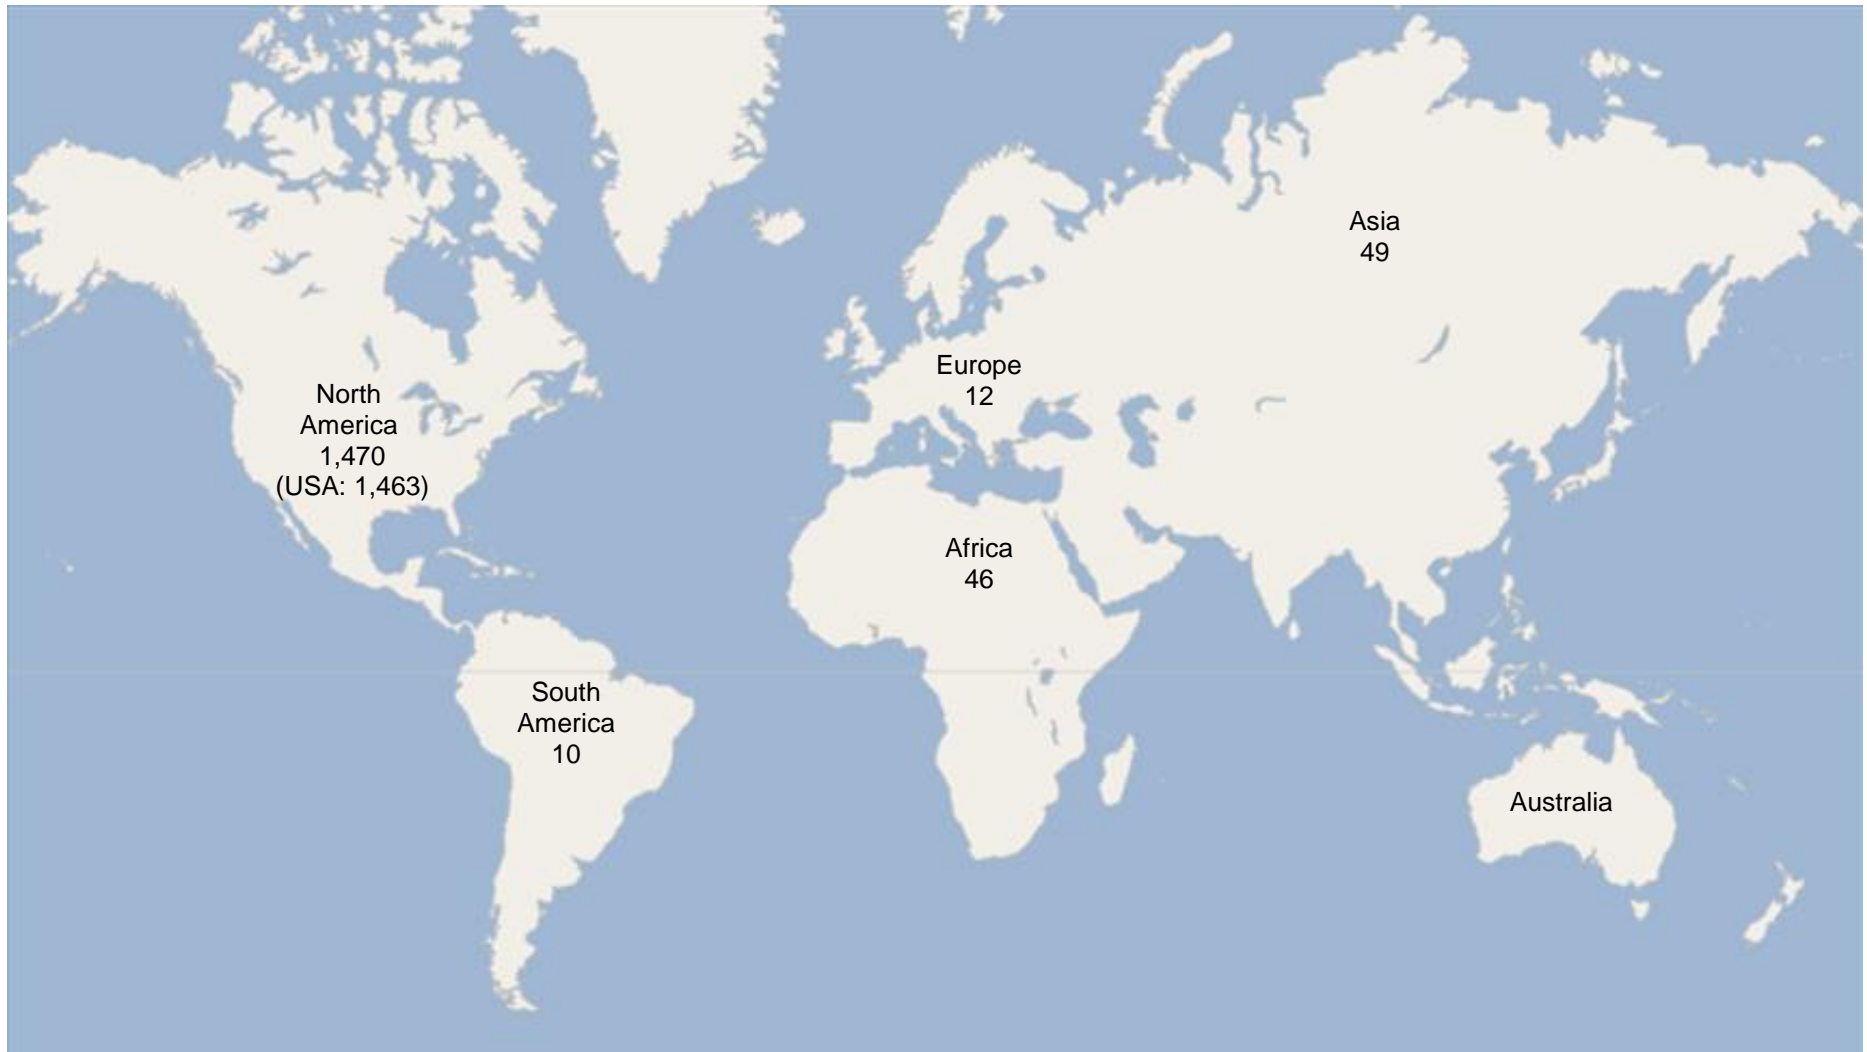 North
America
1,470
(USA: 1,463)
South
America
10
Europe
12
Africa
46
Asia
49
Australia